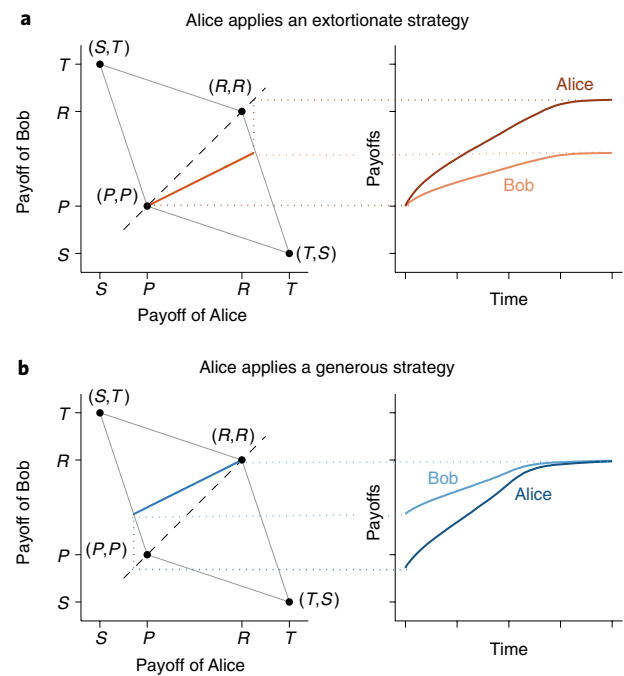 a
Alice applies an extortionate strategy
(S,T)
T
(R,R)
R
Alice
Payoff of Bob
Payoffs
Bob
(P,P)
P
S
(T,S)
S P R T
Payoff of Alice
Time
b
Alice applies a generous strategy
(S,T)
T
(R,R)
R
Bob
Alice
Payoff of Bob
Payoffs
(P,P)
P
S
(T,S)
S P R T
Payoff of Alice
Time